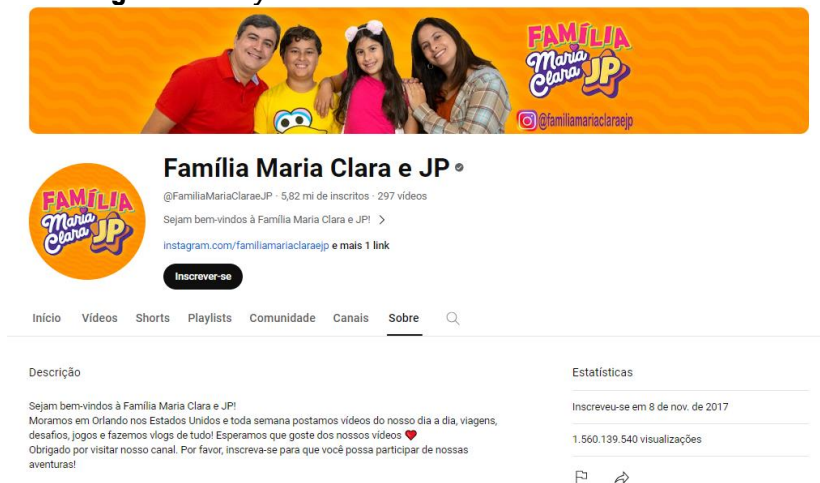 FAMÍLIA
Maria
Clara JP
@familiamariaclaraejp
FAMÍLIA
Maria
Clara JP
Família Maria Clara e JP
@FamiliaMariaClaraeJP · 5,82 mi de inscritos · 297 vídeos
Sejam bem-vindos à Família Maria Clara e JP! >
instagram.com/familiamariaclaraejp e mais 1 link
Inscrever-se
Início Vídeos Shorts Playlists Comunidade Canais Sobre
Descrição
Sejam bem-vindos à Família Maria Clara e JP!
Moramos em Orlando nos Estados Unidos e toda semana postamos vídeos do nosso dia a dia, viagens,
desafios, jogos e fazemos vlogs de tudo! Esperamos que goste dos nossos vídeos ❤
Obrigado por visitar nosso canal. Por favor, inscreva-se para que você possa participar de nossas
aventuras!
Estatísticas
Inscreveu-se em 8 de nov. de 2017
1.560.139.540 visualizações